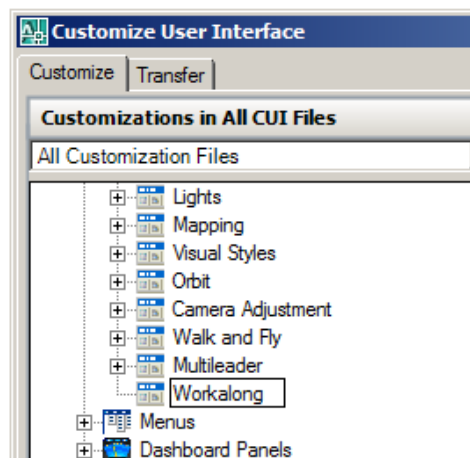 Customize User Interface
Customize Transfer
Customizations in All CUI Files
All Customization Files
Lights
Mapping
Visual Styles
Orbit
Camera Adjustment
Walk and Fly
Multileader
Workalong
Menus
Dashboard Panels